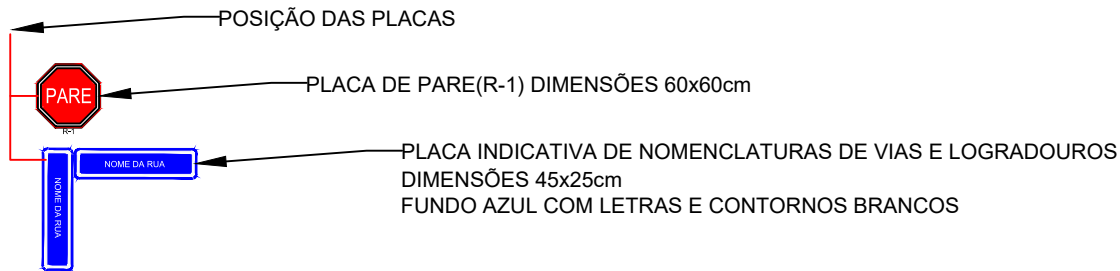 POSIÇÃO DAS PLACAS
PARE
PLACA DE PARE(R-1) DIMENSÕES 60x60cm
R-1
NOME DA RUA
NOME DA RUA
PLACA INDICATIVA DE NOMENCLATURAS DE VIAS E LOGRADOUROS
DIMENSÕES 45x25cm
FUNDO AZUL COM LETRAS E CONTORNOS BRANCOS